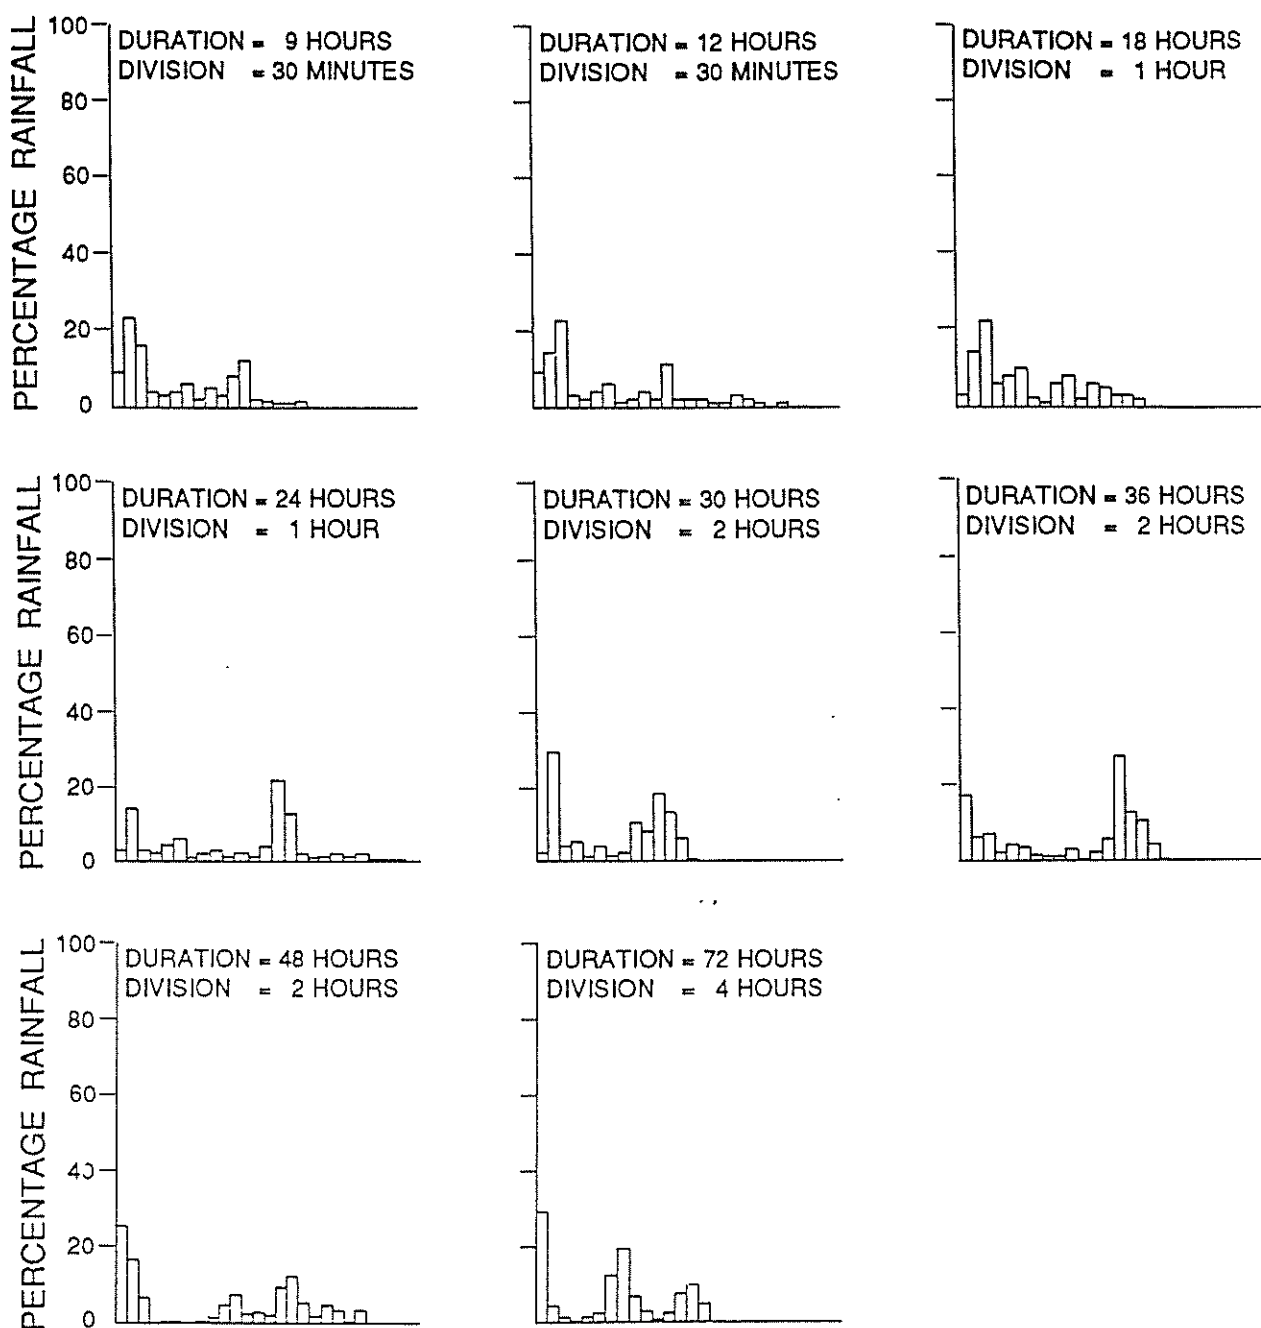 PERCENTAGE RAINFALL
100
80
60
40
20
0
DURATION = 9 HOURS
DIVISION = 30 MINUTES
DURATION = 12 HOURS
DIVISION = 30 MINUTES
DURATION = 18 HOURS
DIVISION = 1 HOUR
PERCENTAGE RAINFALL
100
80
60
40
20
0
DURATION = 24 HOURS
DIVISION = 1 HOUR
DURATION = 30 HOURS
DIVISION = 2 HOURS
DURATION = 36 HOURS
DIVISION = 2 HOURS
PERCENTAGE RAINFALL
100
80
60
40
20
0
DURATION = 48 HOURS
DIVISION = 2 HOURS
DURATION = 72 HOURS
DIVISION = 4 HOURS